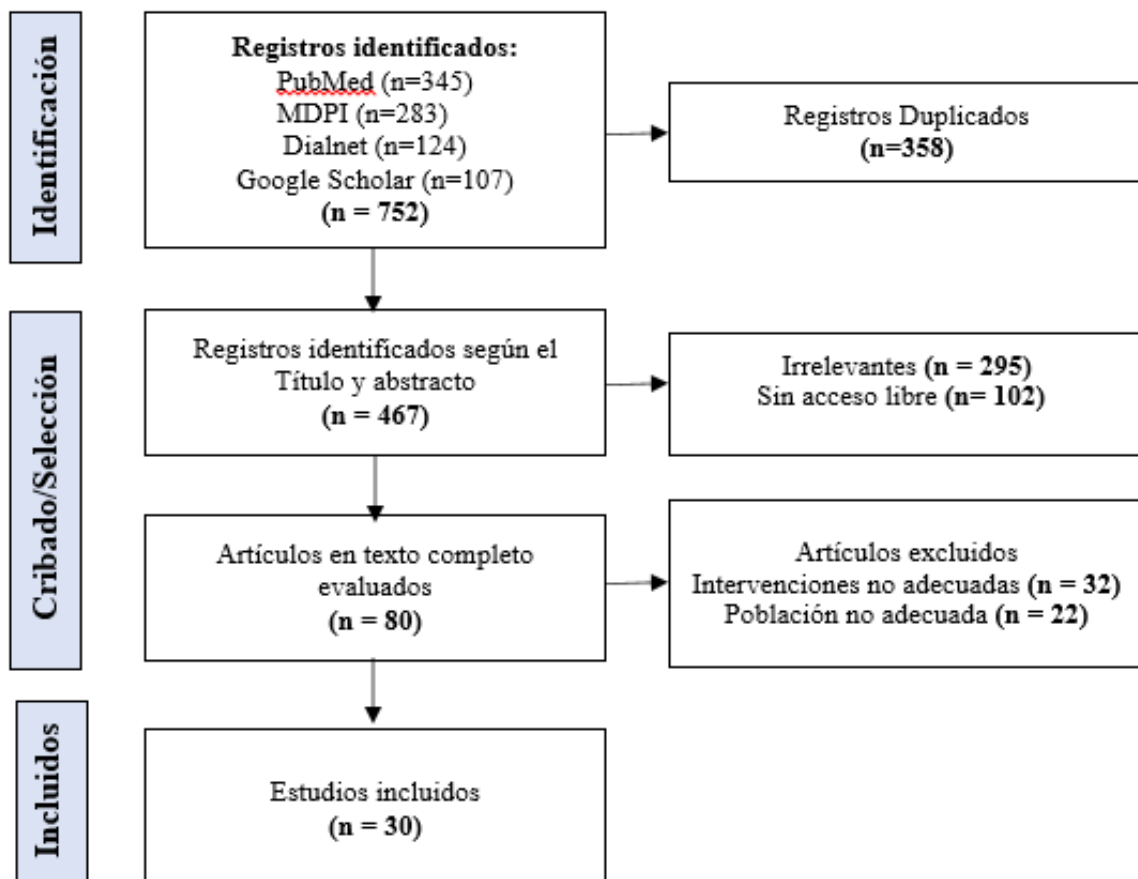 Identificación
Registros identificados:
PubMed (n=345)
MDPI (n=283)
Dialnet (n=124)
Google Scholar (n=107)
(n = 752)
Registros Duplicados
(n=358)
Cribado/Selección
Registros identificados según el
Título y abstracto
(n = 467)
Irrelevantes (n = 295)
Sin acceso libre (n= 102)
Artículos en texto completo
evaluados
(n = 80)
Artículos excluidos
Intervenciones no adecuadas (n = 32)
Población no adecuada (n = 22)
Incluidos
Estudios incluidos
(n = 30)